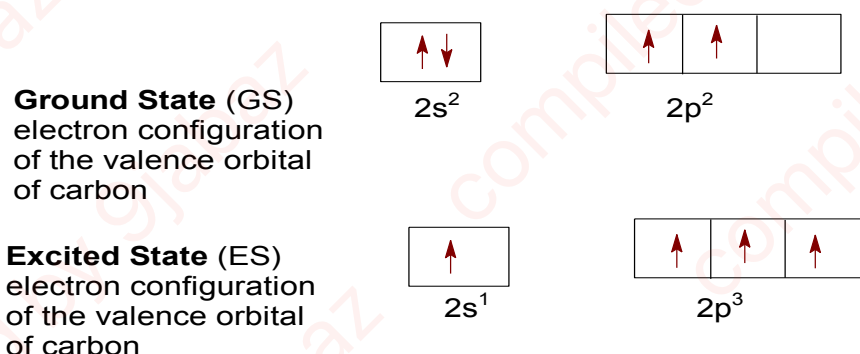 Ground State (GS)
electron configuration
of the valence orbital
of carbon
2s²
2p²
Excited State (ES)
electron configuration
of the valence orbital
of carbon
2s¹
2p³